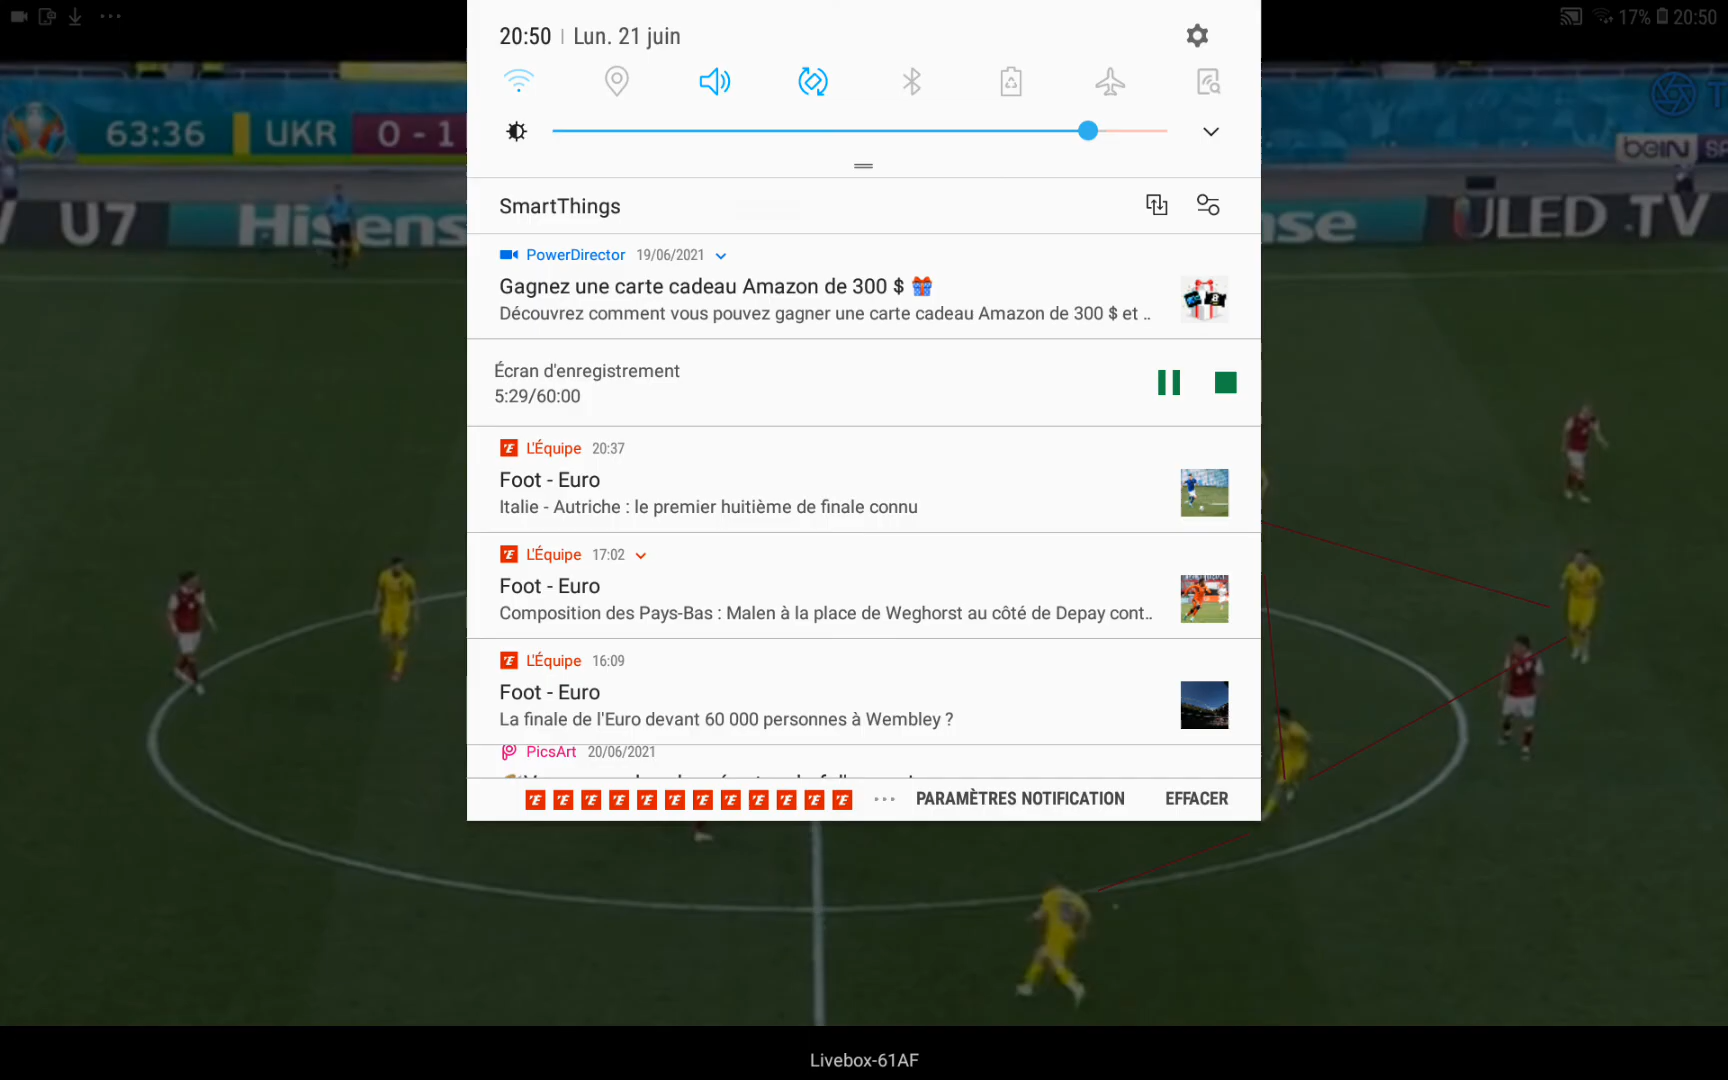 17% 20:50
20:50 | Lun. 21 juin
63:36 UKR 0 - 1
beIN
U7 Hisens
nse ULED TV
SmartThings
PowerDirector 19/06/2021
Gagnez une carte cadeau Amazon de 300 $ 🎁
Découvrez comment vous pouvez gagner une carte cadeau Amazon de 300 $ et ..
Écran d'enregistrement
5:29/60:00
L'Équipe 20:37
Foot - Euro
Italie - Autriche : le premier huitième de finale connu
L'Équipe 17:02
Foot - Euro
Composition des Pays-Bas : Malen à la place de Weghorst au côté de Depay cont..
L'Équipe 16:09
Foot - Euro
La finale de l'Euro devant 60 000 personnes à Wembley ?
PicsArt 20/06/2021
PARAMÈTRES NOTIFICATION EFFACER
Livebox-61AF